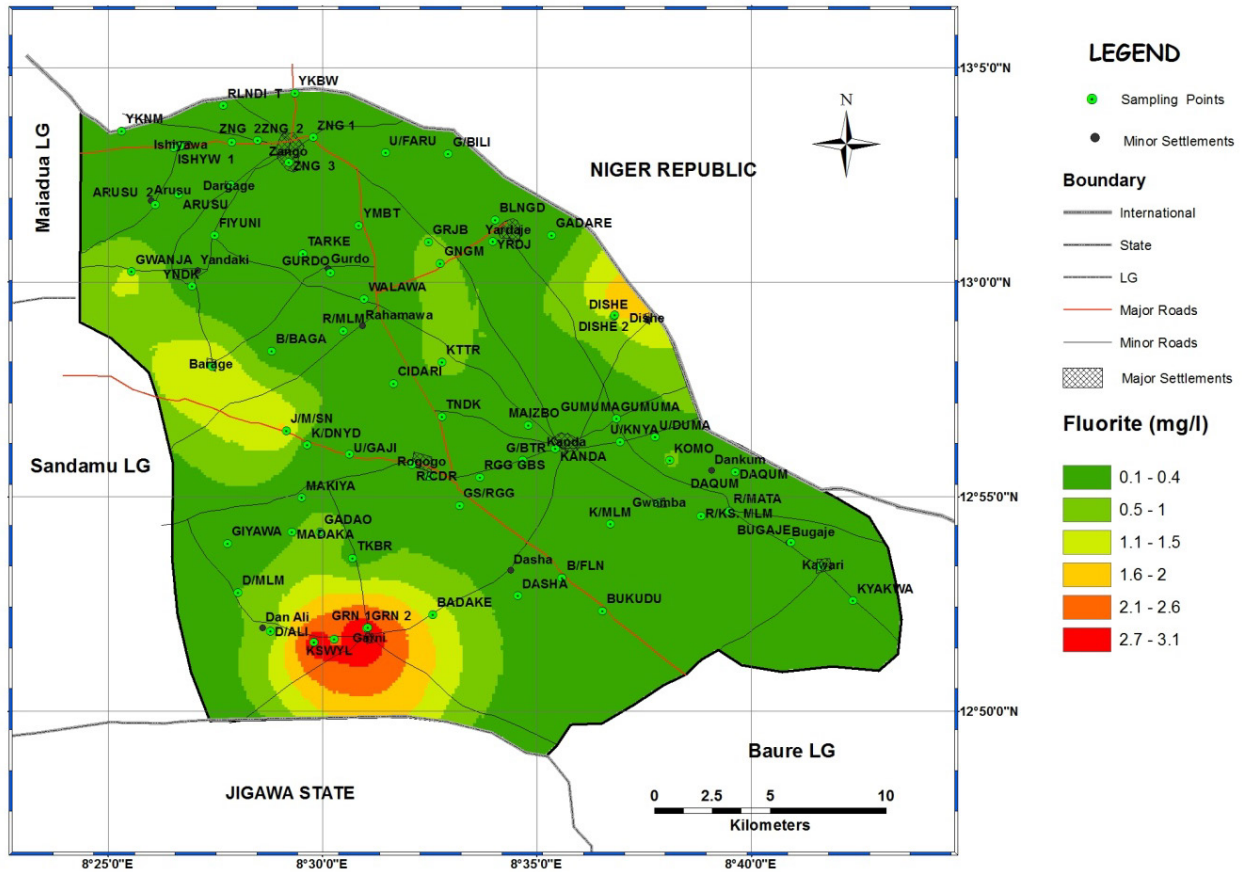 YKBW
RLNDI T
YKNM
ZNG 2
ZNG 2
ZNG 1
Ishiyawa
ISHYW 1
Zango
ZNG 3
U/FARU
G/BILI
Dargage
ARUSU 2
Arusu
ARUSU
FIYUNI
YMBT
GRJB
GNGM
BLNGD
Yardaje
YRDJ
GADARE
TARKE
GURDO
Gurdo
GWANJA
Yandaki
YNDK
WALAWA
R/MLM
Rahamawa
DISHE
Dishe
DISHE 2
B/BAGA
Barage
KTTR
CIDARI
TNDK
MAIZBO
GUMUMA
GUMUMA
J/M/SN
K/DNYD
U/GAJI
U/KNYA
U/DUMA
Kanda
KANDA
G/BTR
KOMO
Rogogo
R/CDR
RGG GBS
Dankum
DAQUM
DAQUM
MAKIYA
GS/RGG
Gwamba
R/MATA
R/KS. MLM
K/MLM
GIYAWA
GADAO
MADAKA
TKBR
BUGAJE
Bugaje
Kawari
Dasha
B/FLN
DASHA
D/MLM
BADAKE
BUKUDU
KYAKWA
Dan Ali
D/ALI
GRN 1
GRN 2
Garni
KSWYL
Maiadua LG
Sandamu LG
NIGER REPUBLIC
N
JIGAWA STATE
Baure LG
0 2.5 5 10
Kilometers
13°5'0"N
13°0'0"N
12°55'0"N
12°50'0"N
8°25'0"E
8°30'0"E
8°35'0"E
8°40'0"E
LEGEND
Sampling Points
Minor Settlements
Boundary
International
State
LG
Major Roads
Minor Roads
Major Settlements
Fluorite (mg/l)
0.1 - 0.4
0.5 - 1
1.1 - 1.5
1.6 - 2
2.1 - 2.6
2.7 - 3.1